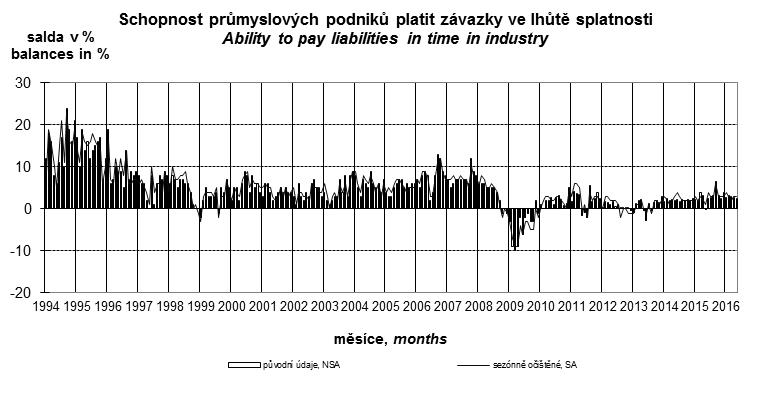 Schopnost průmyslových podniků platit závazky ve lhůtě splatnosti
Ability to pay liabilities in time in industry
salda v %
balances in %
30
20
10
0
-10
-20
1994 1995 1996 1997 1998 1999 2000 2001 2002 2003 2004 2005 2006 2007 2008 2009 2010 2011 2012 2013 2014 2015 2016
měsíce, months
původní údaje, NSA
sezónně očištěné, SA